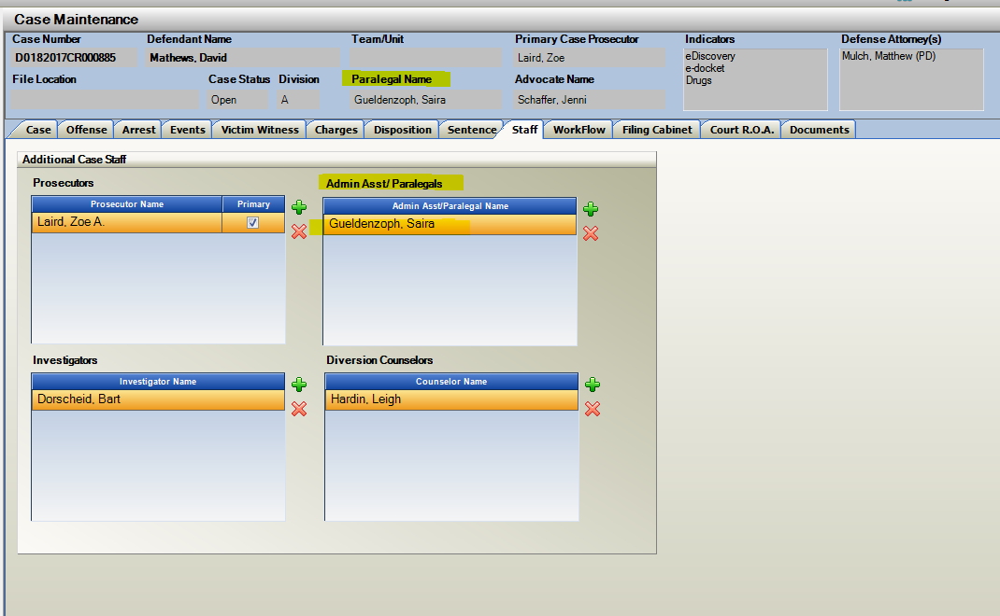 Case Maintenance
Case Number Defendant Name Team/Unit Primary Case Prosecutor Indicators Defense Attorney(s)
D0182017CR000885 Mathews, David Laird, Zoe eDiscovery Mulch, Matthew (PD)
e-docket
Drugs
File Location Case Status Division Paralegal Name Advocate Name
Open A Gueldenzoph, Saira Schaffer, Jenni
Case Offense Arrest Events Victim Witness Charges Disposition Sentence Staff WorkFlow Filing Cabinet Court R.O.A. Documents
Additional Case Staff
Prosecutors
Prosecutor Name Primary
Laird, Zoe A.
Admin Asst/ Paralegals
Admin Asst/Paralegal Name
Gueldenzoph, Saira
Investigators
Investigator Name
Dorscheid, Bart
Diversion Counselors
Counselor Name
Hardin, Leigh